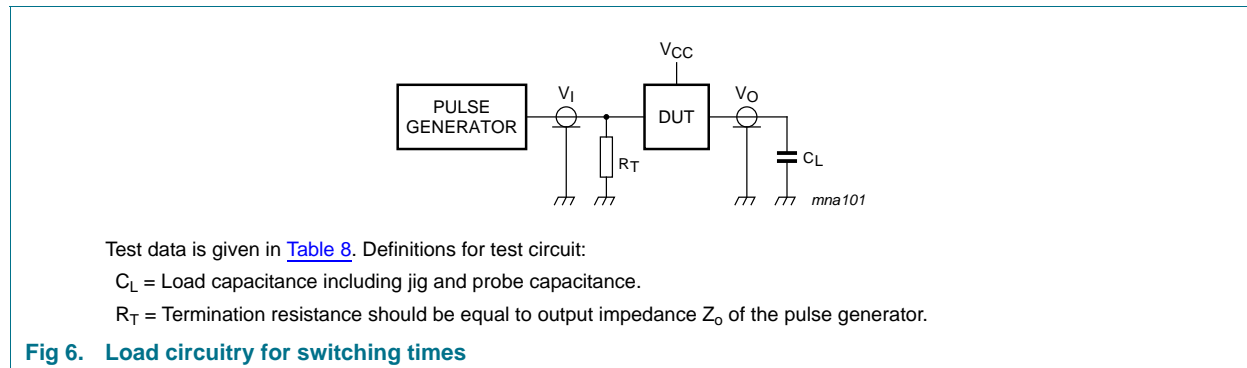 VCC
PULSE
GENERATOR
VI
DUT
VO
RT
CL
mna101
Test data is given in Table 8. Definitions for test circuit:
CL = Load capacitance including jig and probe capacitance.
RT = Termination resistance should be equal to output impedance Zo of the pulse generator.
Fig 6. Load circuitry for switching times